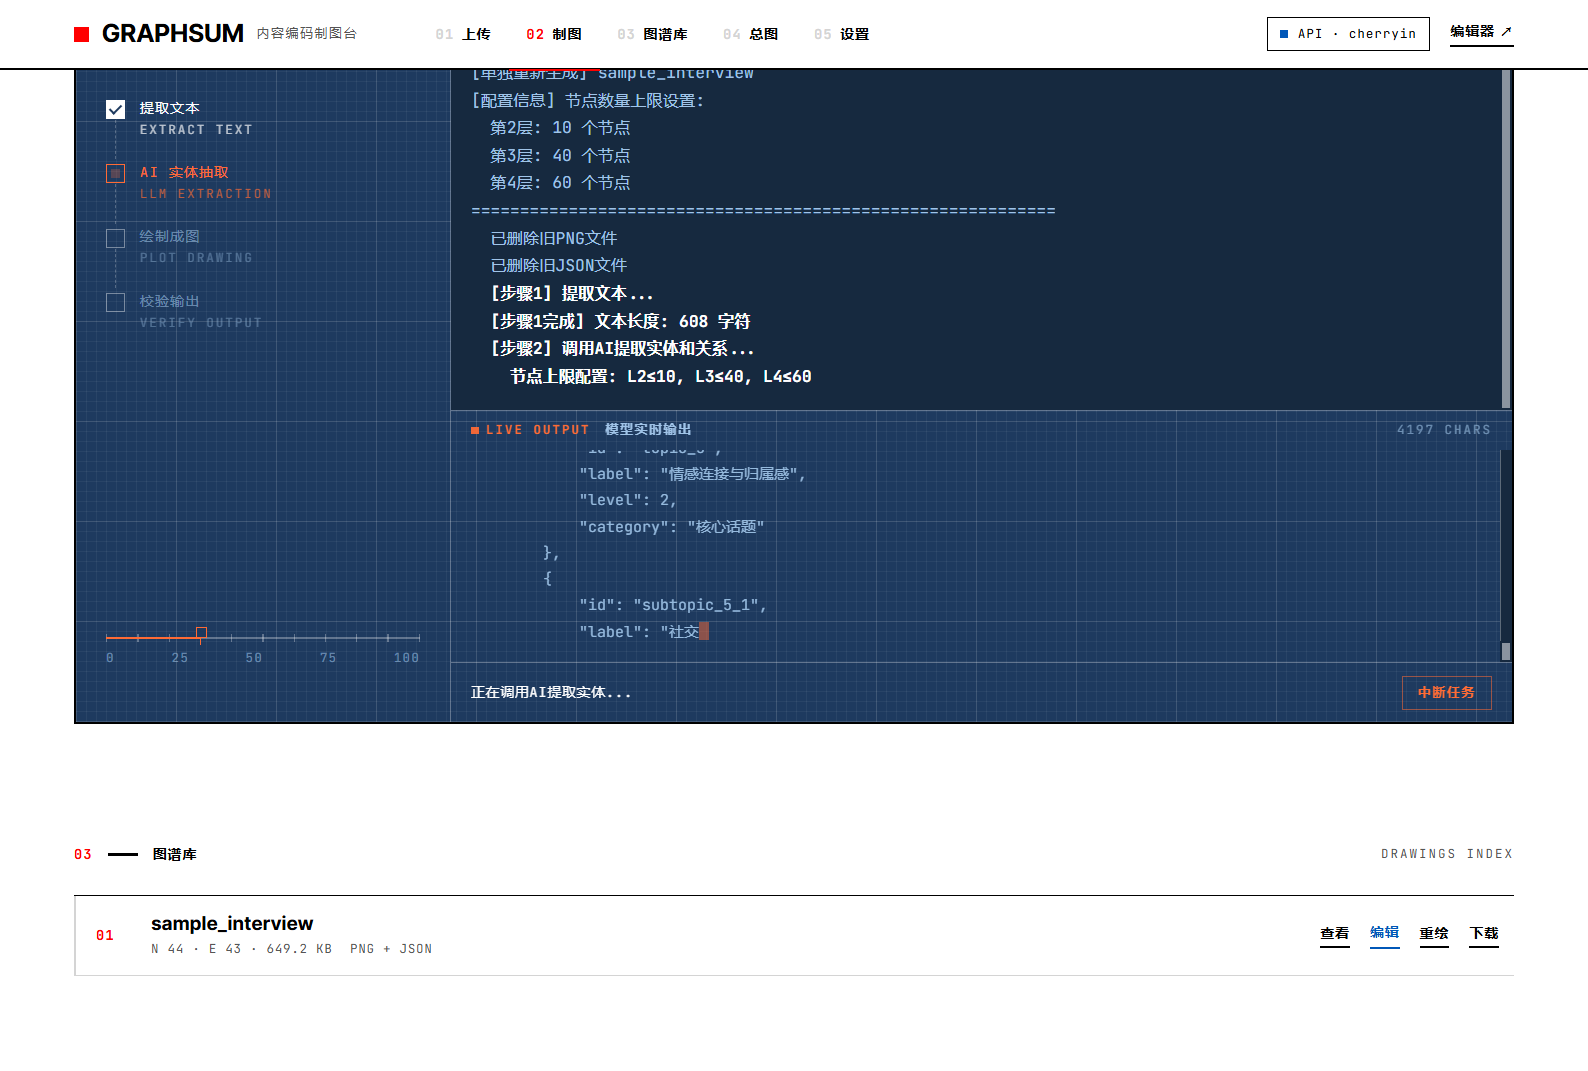 GRAPHSUM 内容编码制图台 01 上传 02 制图 03 图谱库 04 总图 05 设置 API · cherryin 编辑器 ↗
提取文本
EXTRACT TEXT
AI 实体抽取
LLM EXTRACTION
绘制成图
PLOT DRAWING
校验输出
VERIFY OUTPUT
0 25 50 75 100
[单独重新生成] sample_interview
[配置信息] 节点数量上限设置:
第2层: 10 个节点
第3层: 40 个节点
第4层: 60 个节点
============================================================
已删除旧PNG文件
已删除旧JSON文件
[步骤1] 提取文本...
[步骤1完成] 文本长度: 608 字符
[步骤2] 调用AI提取实体和关系...
节点上限配置: L2≤10, L3≤40, L4≤60
LIVE OUTPUT 模型实时输出 4197 CHARS
"label": "情感连接与归属感",
"level": 2,
"category": "核心话题"
},
{
"id": "subtopic_5_1",
"label": "社交
正在调用AI提取实体... 中断任务
03 图谱库 DRAWINGS INDEX
01 sample_interview
N 44 · E 43 · 649.2 KB PNG + JSON
查看 编辑 重绘 下载